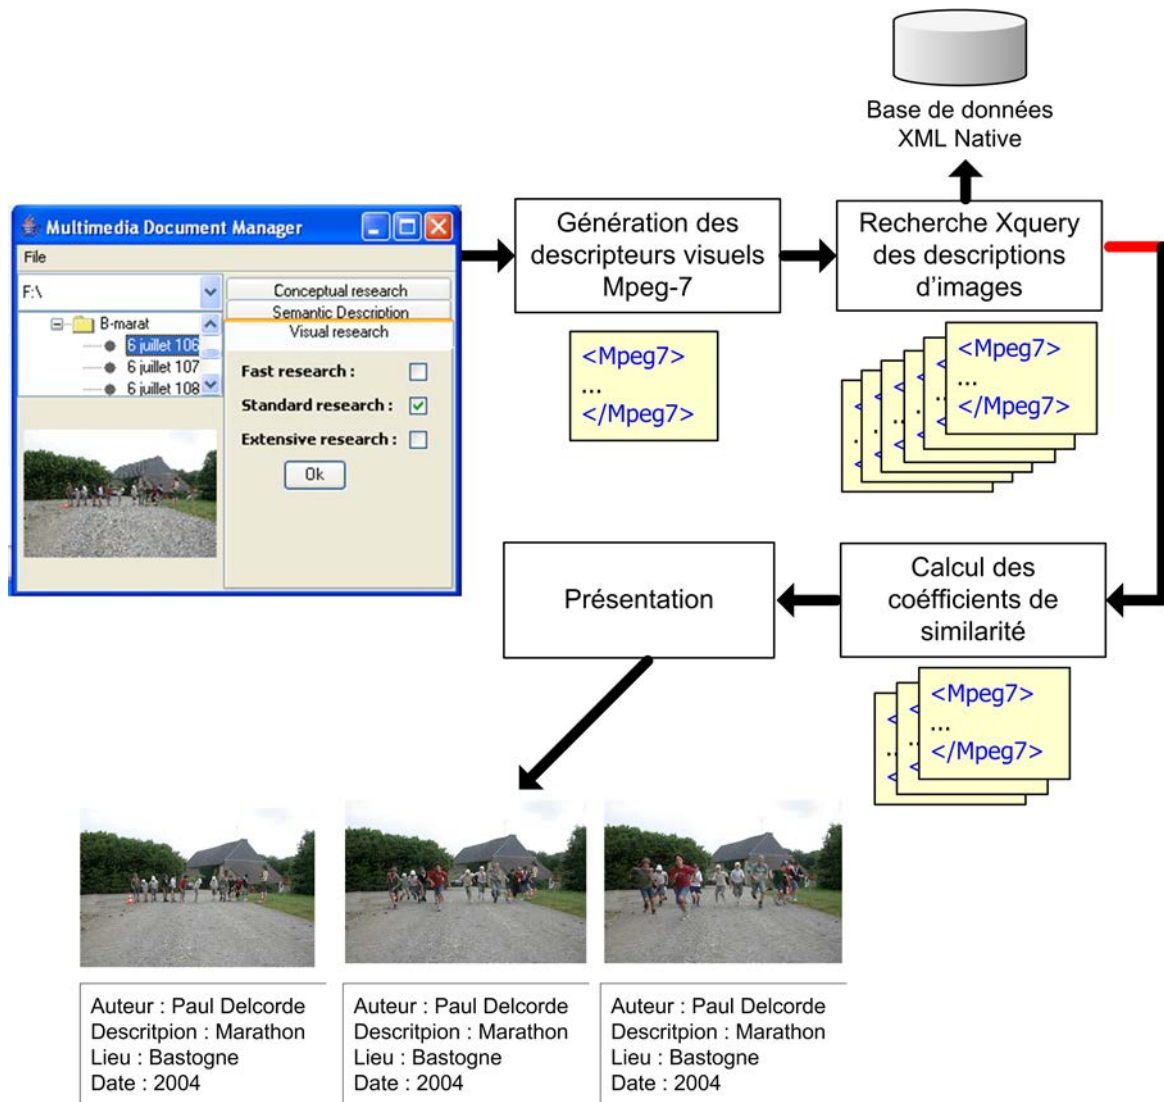 Base de données
XML Native
Multimedia Document Manager
File
F:\
B-marat
6 juillet 106
6 juillet 107
6 juillet 108
Conceptual research
Semantic Description
Visual research
Fast research :
Standard research :
Extensive research :
Ok
Génération des
descripteurs visuels
Mpeg-7
Recherche Xquery
des descriptions
d'images
<Mpeg7>
...
</Mpeg7>
<Mpeg7>
...
</Mpeg7>
Présentation
Calcul des
coéfficients de
similarité
<Mpeg7>
...
</Mpeg7>
Auteur : Paul Delcorde
Descritpion : Marathon
Lieu : Bastogne
Date : 2004
Auteur : Paul Delcorde
Descritpion : Marathon
Lieu : Bastogne
Date : 2004
Auteur : Paul Delcorde
Descritpion : Marathon
Lieu : Bastogne
Date : 2004